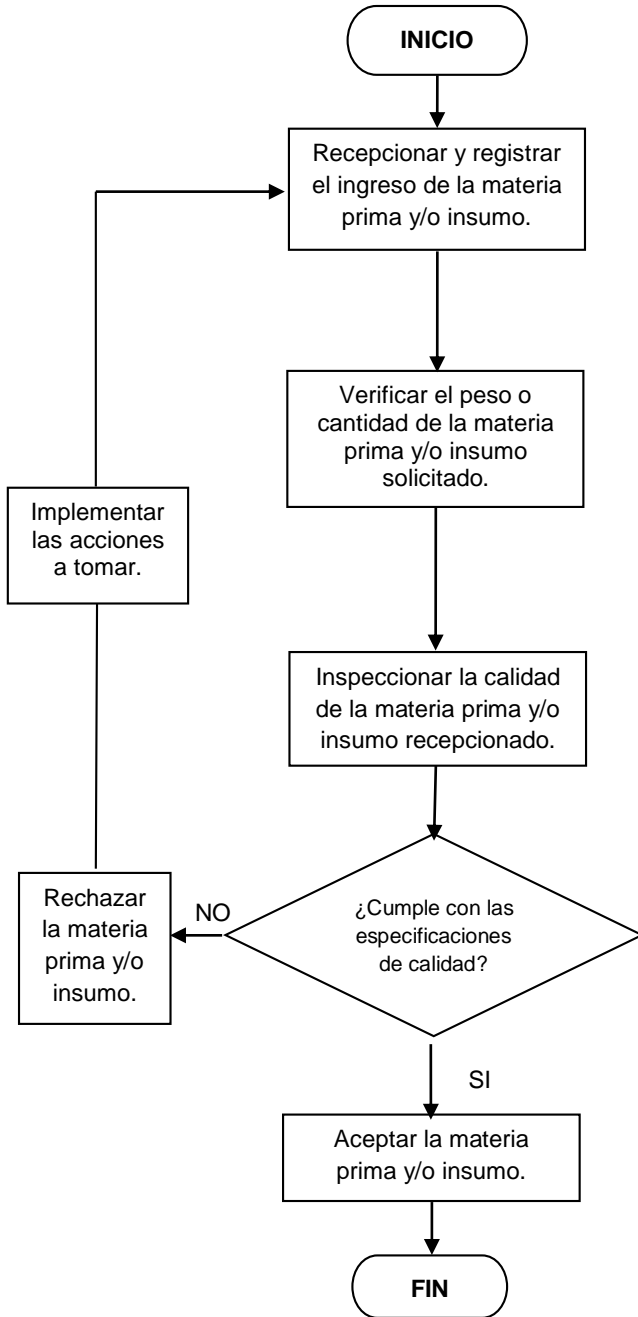 INICIO
Recepcionar y registrar
el ingreso de la materia
prima y/o insumo.
Verificar el peso o
cantidad de la materia
prima y/o insumo
solicitado.
Implementar
las acciones
a tomar.
Inspeccionar la calidad
de la materia prima y/o
insumo recepcionado.
¿Cumple con las
especificaciones
de calidad?
NO
Rechazar
la materia
prima y/o
insumo.
SI
Aceptar la materia
prima y/o insumo.
FIN